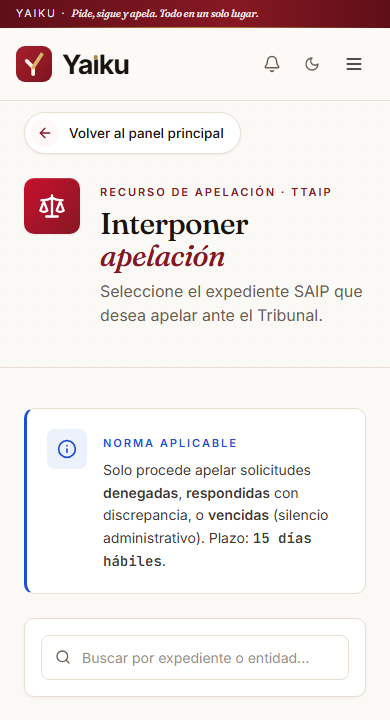 YAIKU · Pide, sigue y apela. Todo en un solo lugar.
Yaiku
Volver al panel principal
RECURSO DE APELACIÓN · TTAIP
Interponer
apelación
Seleccione el expediente SAIP que
desea apelar ante el Tribunal.
NORMA APLICABLE
Solo procede apelar solicitudes
denegadas, respondidas con
discrepancia, o vencidas (silencio
administrativo). Plazo: 15 días
hábiles.
Buscar por expediente o entidad...